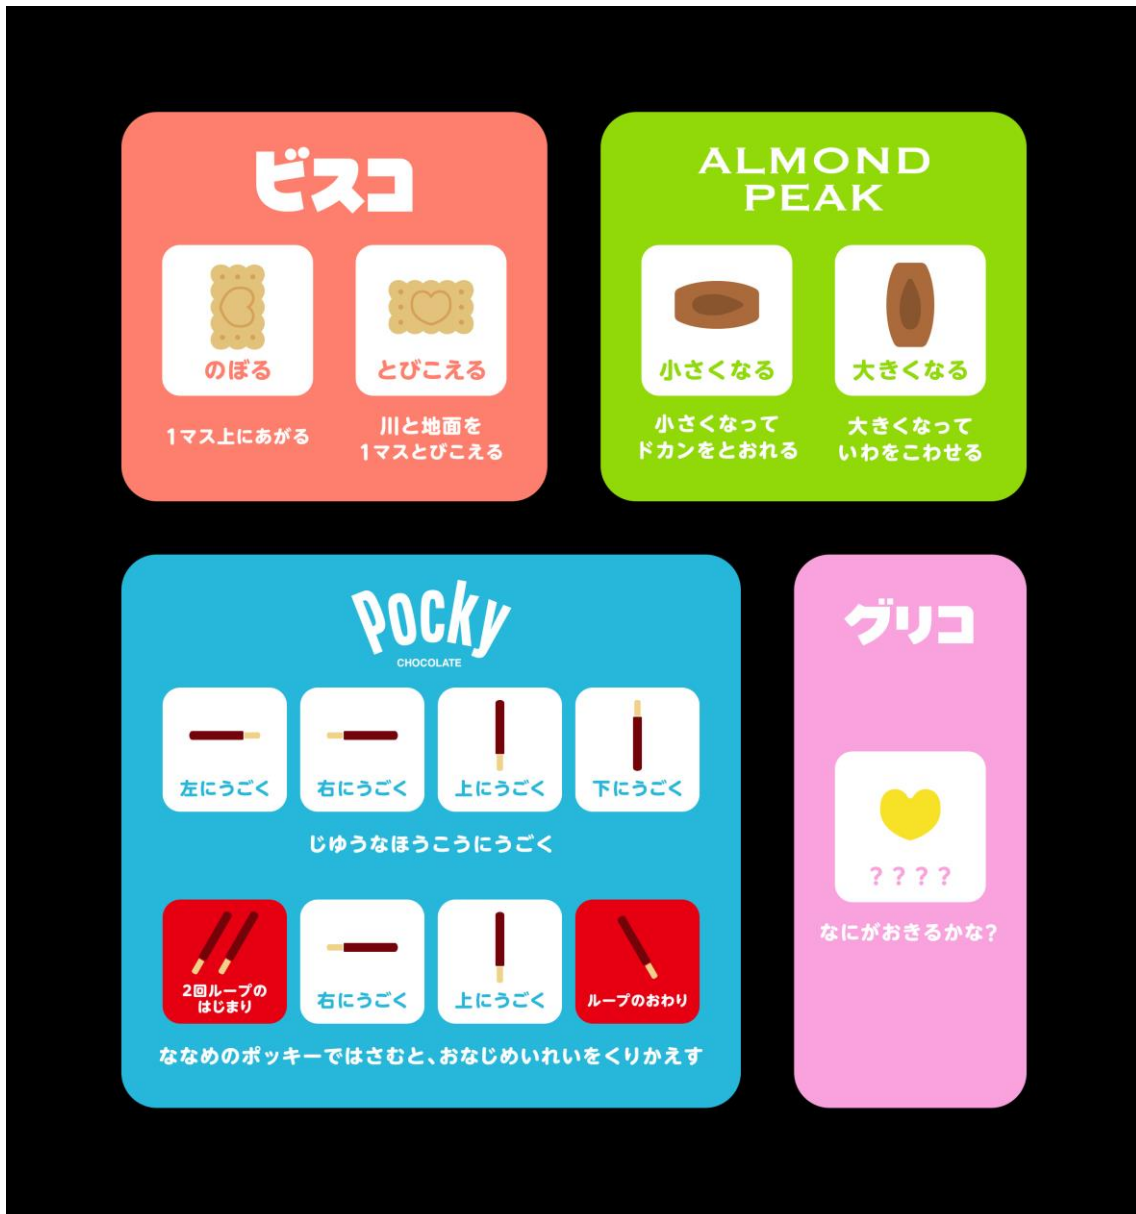 ビスコ
のぼる
1マス上にあがる
とびこえる
川と地面を
1マスとびこえる
ALMOND
PEAK
小さくなる
小さくなって
ドカンをとおれる
大きくなる
大きくなって
いわをこわせる
Pocky
CHOCOLATE
左にうごく
右にうごく
上にうごく
下にうごく
じゆうなほうこうにうごく
2回ループの
はじまり
右にうごく
上にうごく
ループのおわり
ななめのポッキーではさむと、おなじめいれいをくりかえす
グリコ
????
なにがおきるかな?